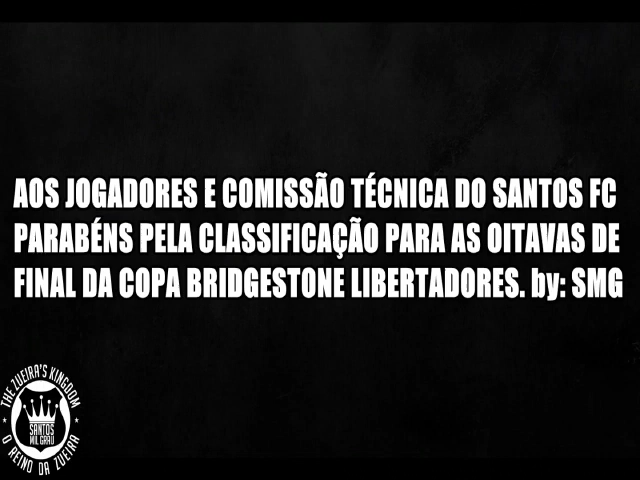 AOS JOGADORES E COMISSÃO TÉCNICA DO SANTOS FC
PARABÉNS PELA CLASSIFICAÇÃO PARA AS OITAVAS DE
FINAL DA COPA BRIDGESTONE LIBERTADORES. by: SMG
THE ZUEIRA'S KINGDOM
SANTOS
MIL GRAU
O REINO DA ZUEIRA